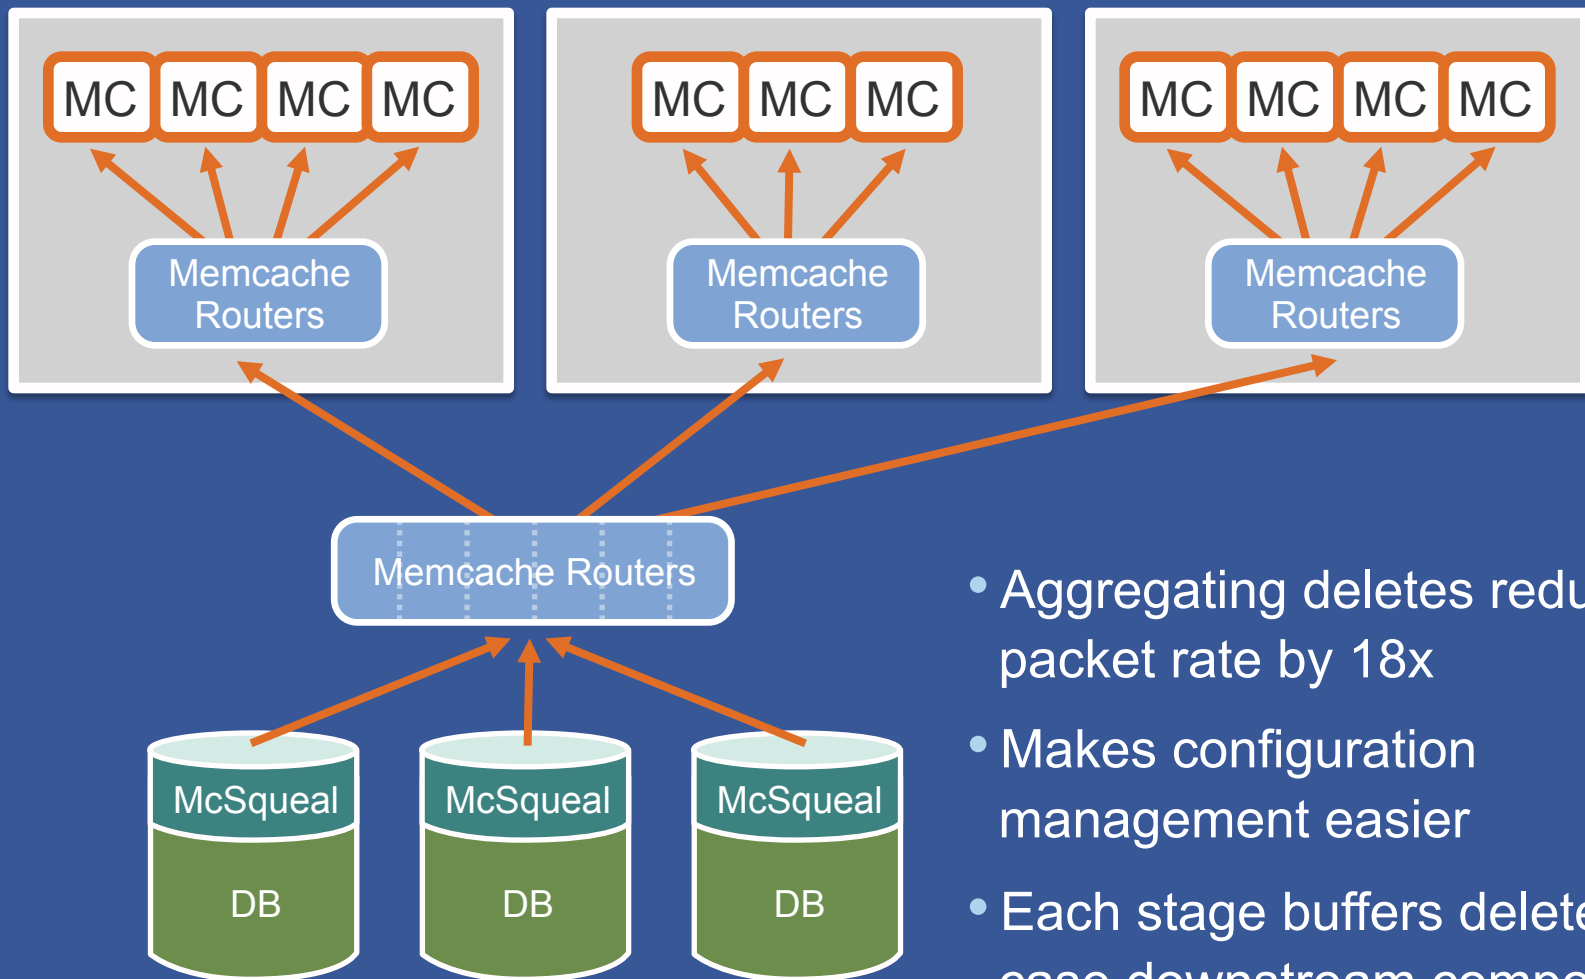 MC MC MC MC
MC MC MC
MC MC MC MC
Memcache
Routers
Memcache
Routers
Memcache
Routers
Memcache Routers
McSqueal
DB
McSqueal
DB
McSqueal
DB
• Aggregating deletes
packet rate by 18x
• Makes configuration
management easier
• Each stage buffers
case downstream